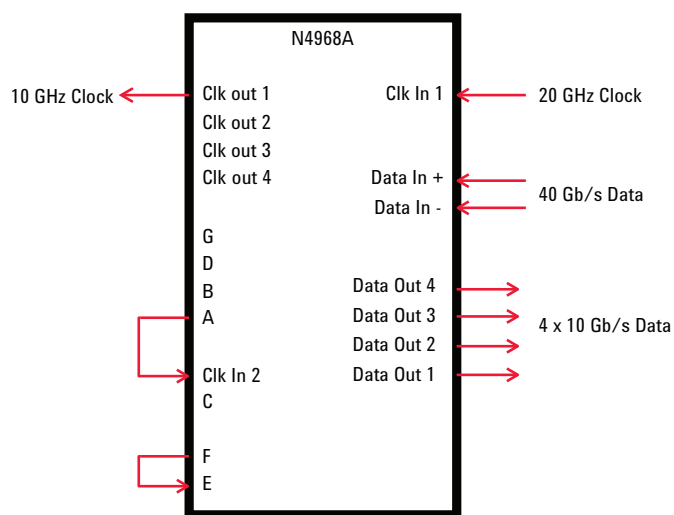 N4968A
10 GHz Clock
Clk out 1
Clk In 1
20 GHz Clock
Clk out 2
Clk out 3
Clk out 4
Data In +
Data In -
40 Gb/s Data
G
D
B
A
Data Out 4
Data Out 3
Data Out 2
Data Out 1
4 x 10 Gb/s Data
Clk In 2
C
F
E